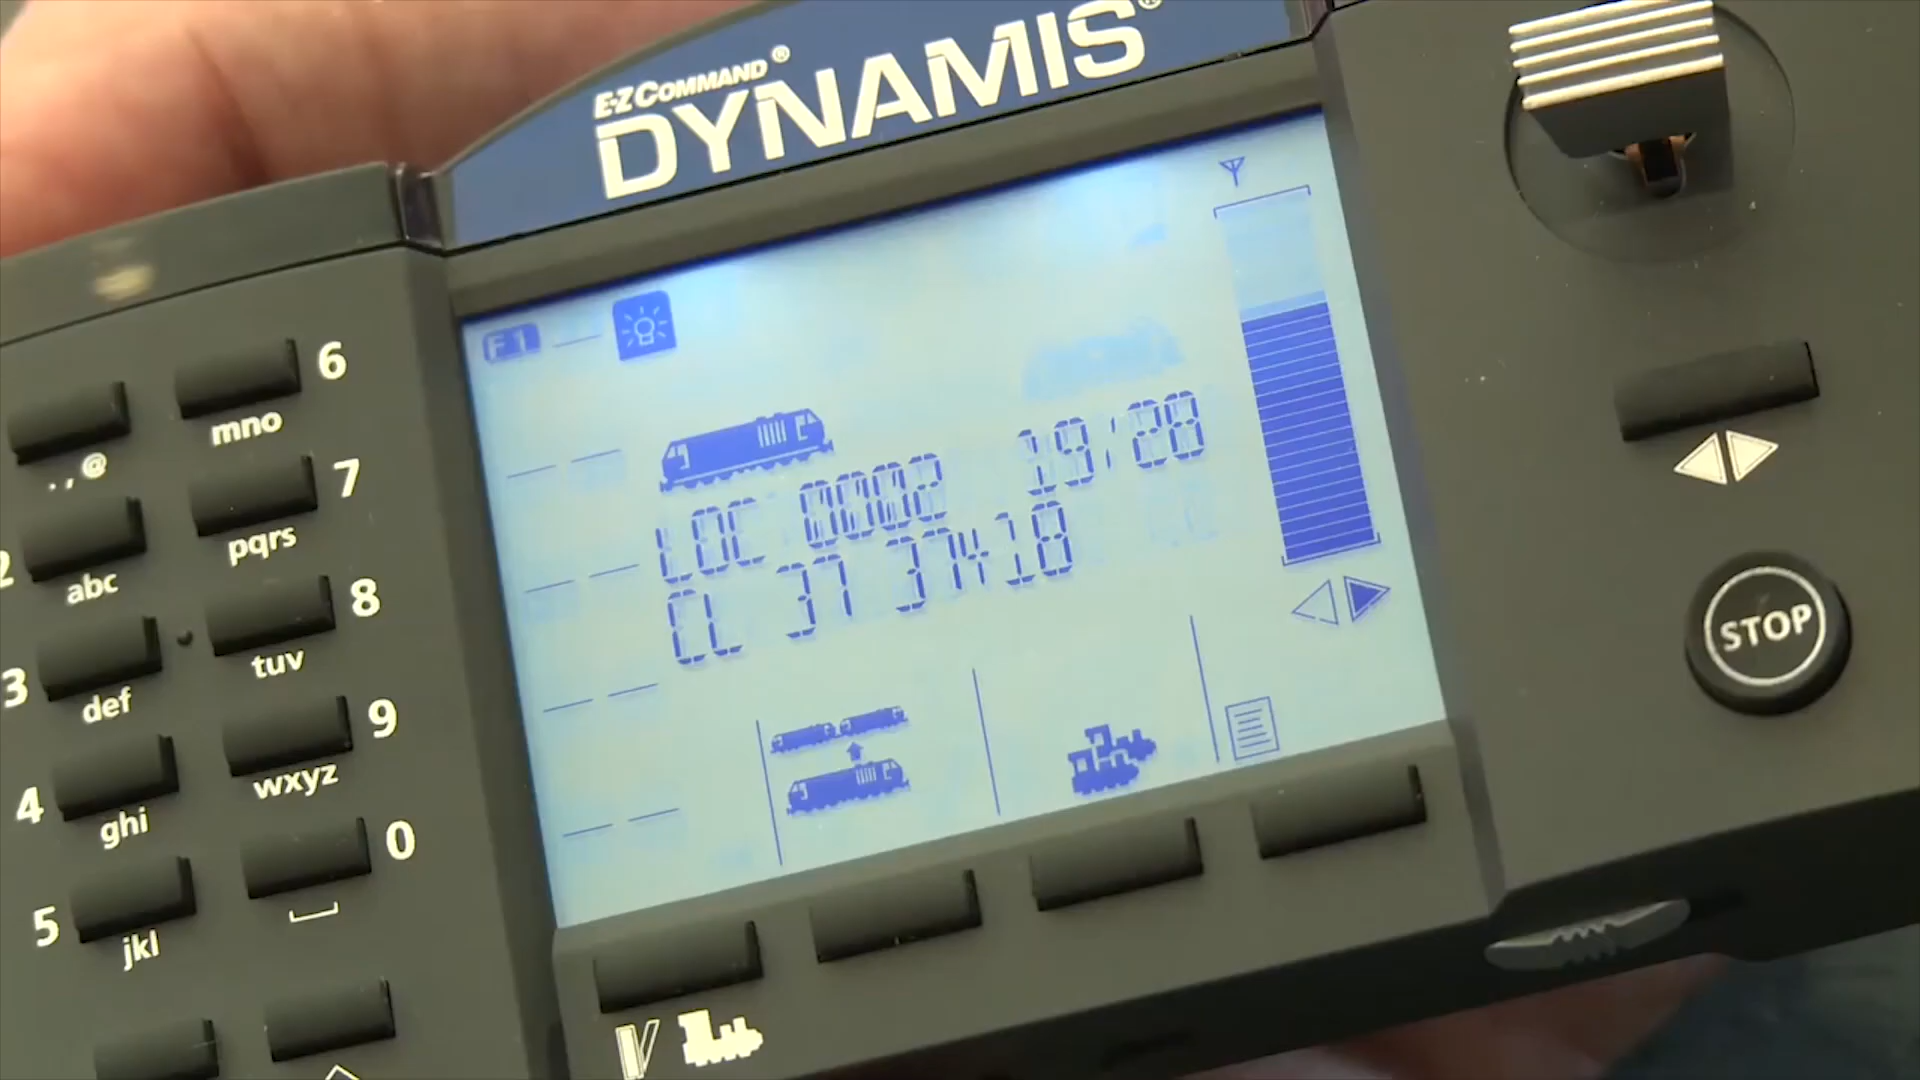 E-Z COMMAND®
DYNAMIS®
F1
LOC 0002 19/28
CL 37 37418
.,@
6
mno
2
abc
7
pqrs
3
def
8
tuv
4
ghi
9
wxyz
5
jkl
0
STOP